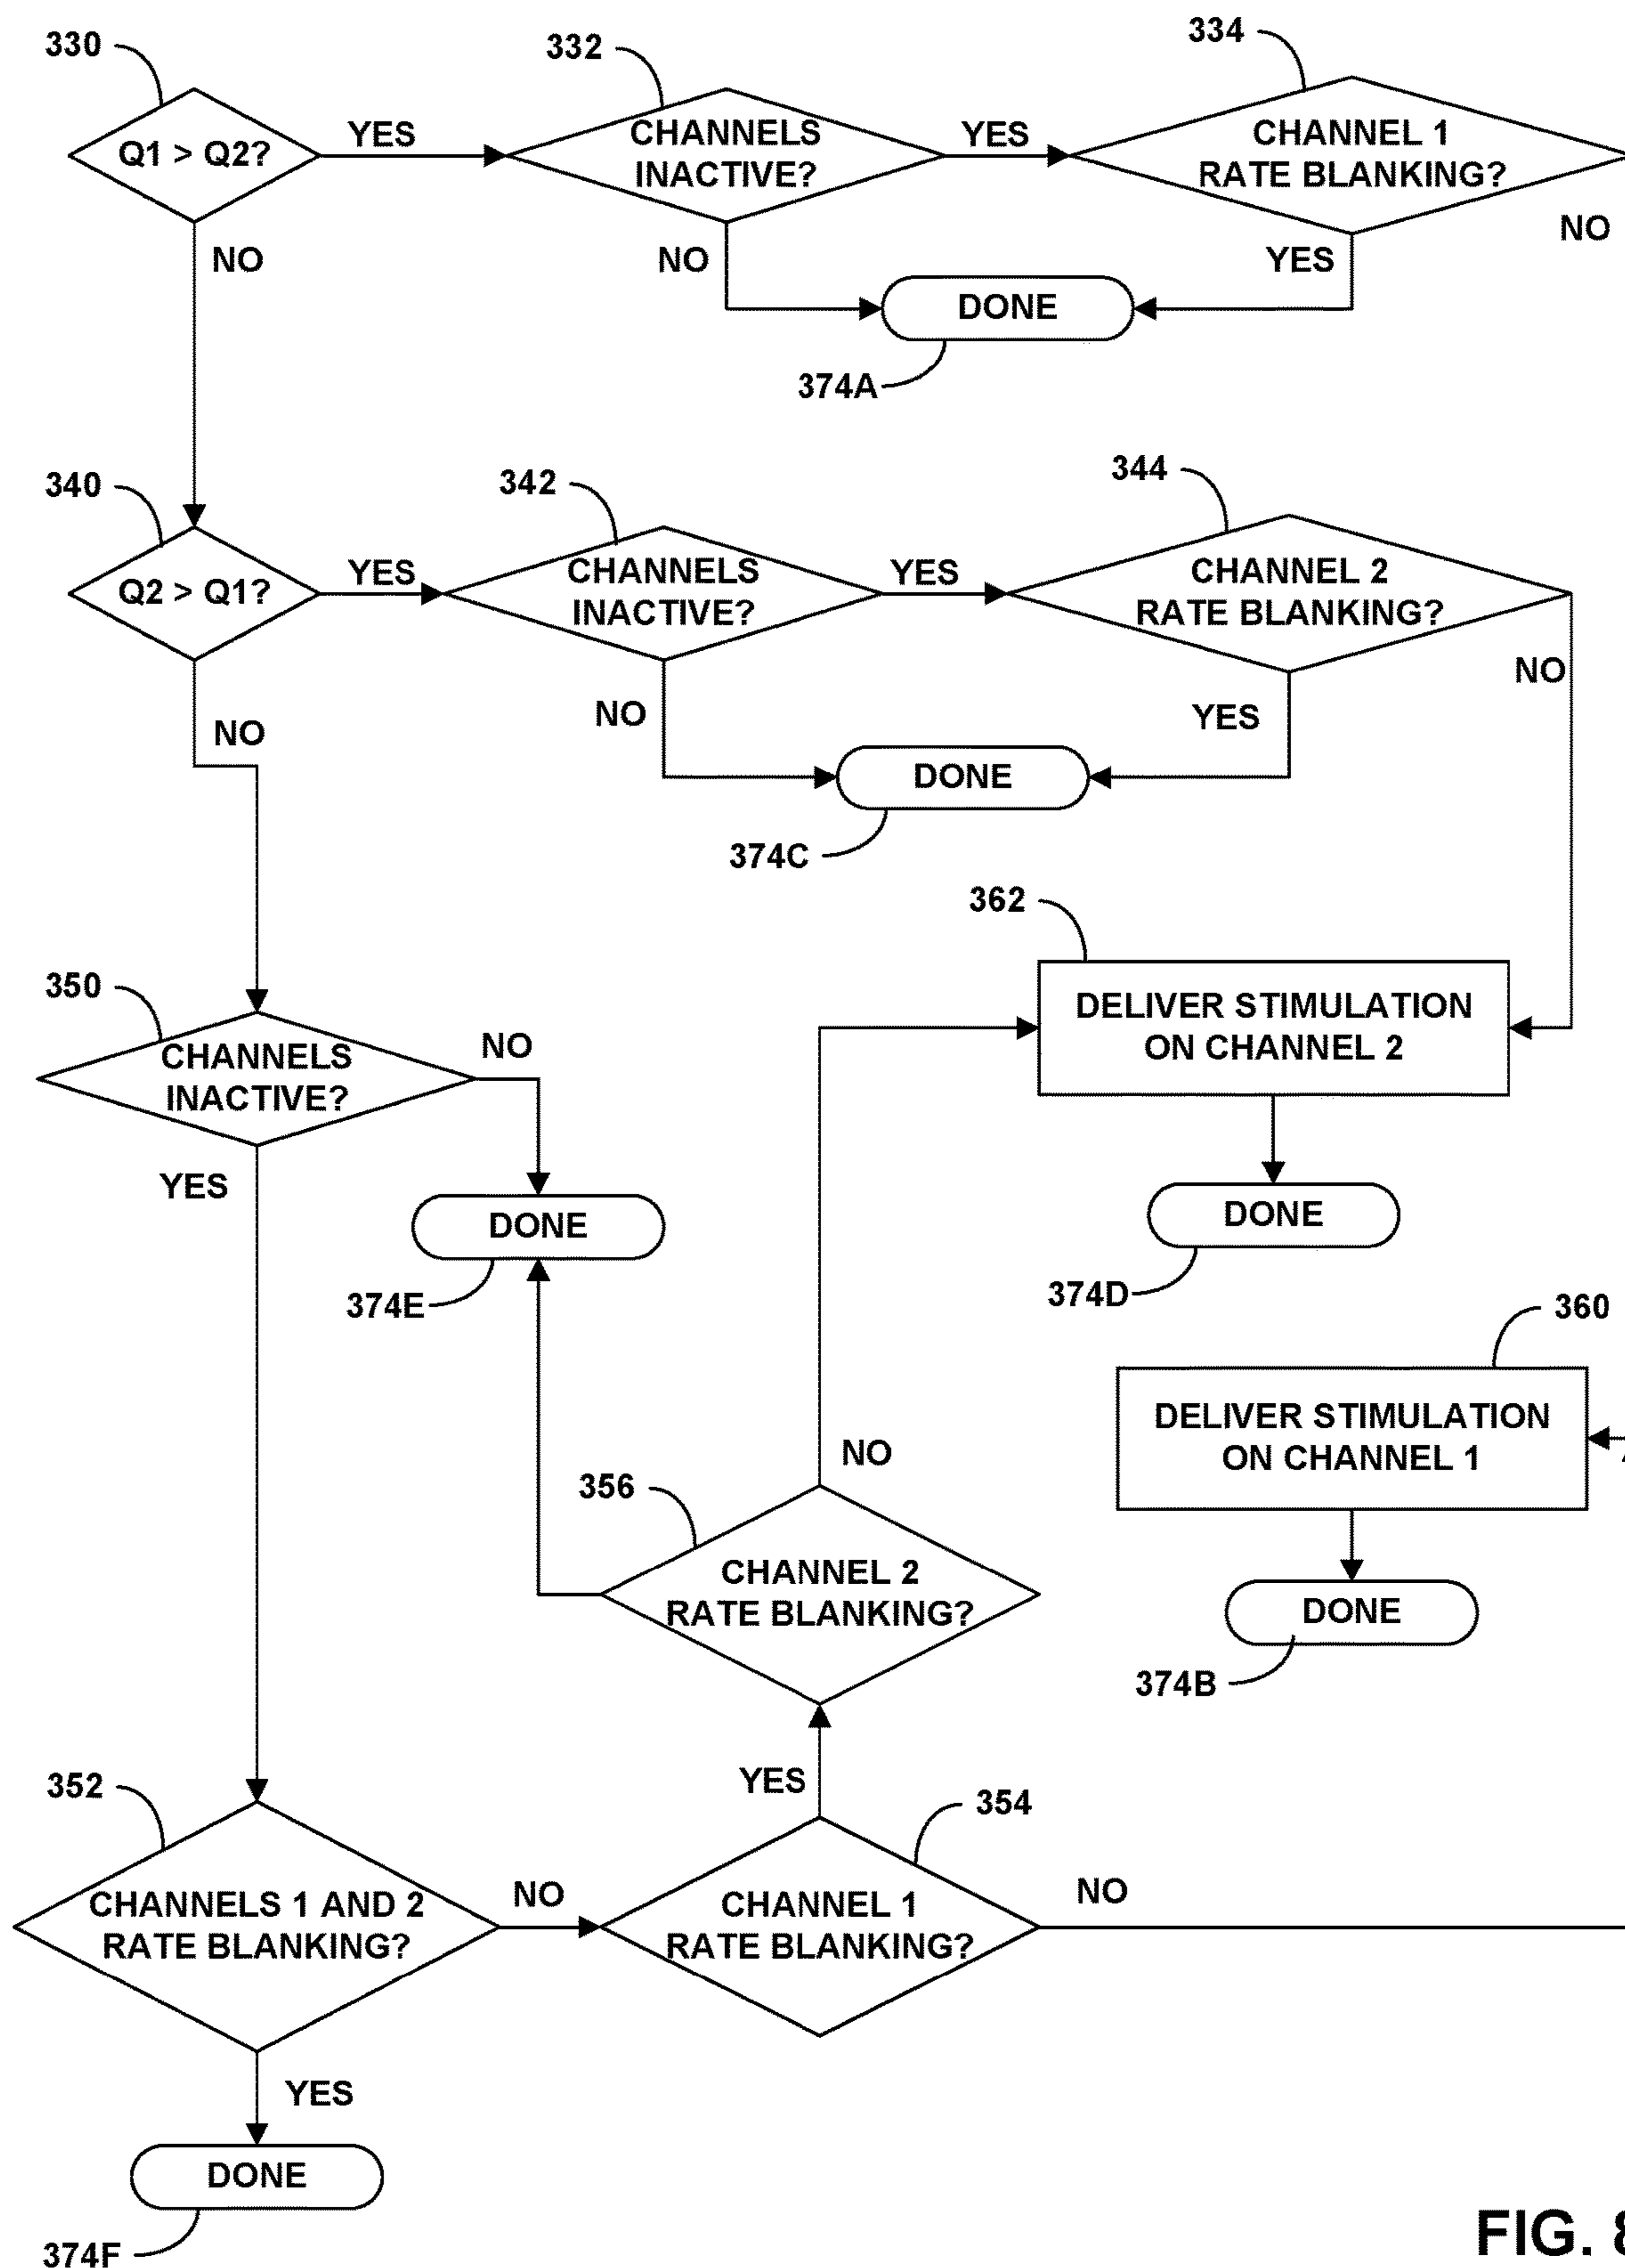 330
332
334
Q1 > Q2?
YES
CHANNELS
INACTIVE?
YES
CHANNEL 1
RATE BLANKING?
NO
NO
NO
YES
DONE
374A
340
342
344
Q2 > Q1?
YES
CHANNELS
INACTIVE?
YES
CHANNEL 2
RATE BLANKING?
NO
NO
NO
YES
DONE
374C
362
DELIVER STIMULATION
ON CHANNEL 2
350
CHANNELS
INACTIVE?
NO
YES
DONE
374E
DONE
374D
360
DELIVER STIMULATION
ON CHANNEL 1
NO
356
CHANNEL 2
RATE BLANKING?
DONE
374B
YES
352
354
CHANNELS 1 AND 2
RATE BLANKING?
NO
CHANNEL 1
RATE BLANKING?
NO
YES
DONE
374F
FIG. 8